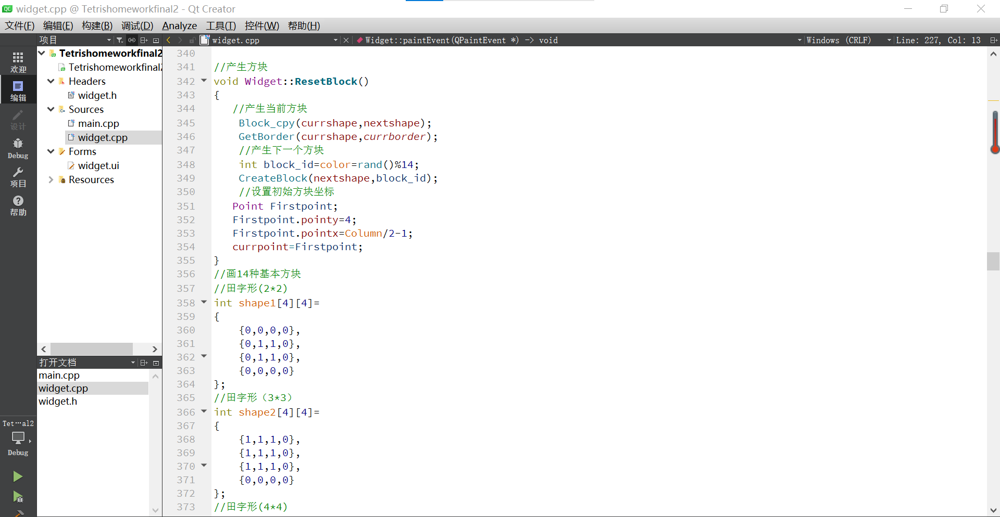 widget.cpp @ Tetrishomeworkfinal2 - Qt Creator
文件(F) 编辑(E) 构建(B) 调试(D) Analyze 工具(T) 控件(W) 帮助(H)
项目
widget.cpp
Widget::paintEvent(QPaintEvent *) -> void
Windows (CRLF)
Line: 227, Col: 13
欢迎
编辑
设计
Debug
项目
帮助
Tetrishomeworkfinal2
Tetrishomeworkfinal2
Headers
widget.h
Sources
main.cpp
widget.cpp
Forms
widget.ui
Resources
打开文档
main.cpp
widget.cpp
widget.h
Tet···al2
Debug
340
341 //产生方块
342 void Widget::ResetBlock()
343 {
344 //产生当前方块
345 Block_cpy(currshape,nextshape);
346 GetBorder(currshape,currborder);
347 //产生下一个方块
348 int block_id=color=rand()%14;
349 CreateBlock(nextshape,block_id);
350 //设置初始方块坐标
351 Point Firstpoint;
352 Firstpoint.pointy=4;
353 Firstpoint.pointx=Column/2-1;
354 currpoint=Firstpoint;
355 }
356 //画14种基本方块
357 //田字形(2*2)
358 int shape1[4][4]=
359 {
360 {0,0,0,0},
361 {0,1,1,0},
362 {0,1,1,0},
363 {0,0,0,0}
364 };
365 //田字形（3*3）
366 int shape2[4][4]=
367 {
368 {1,1,1,0},
369 {1,1,1,0},
370 {1,1,1,0},
371 {0,0,0,0}
372 };
373 //田字形(4*4)